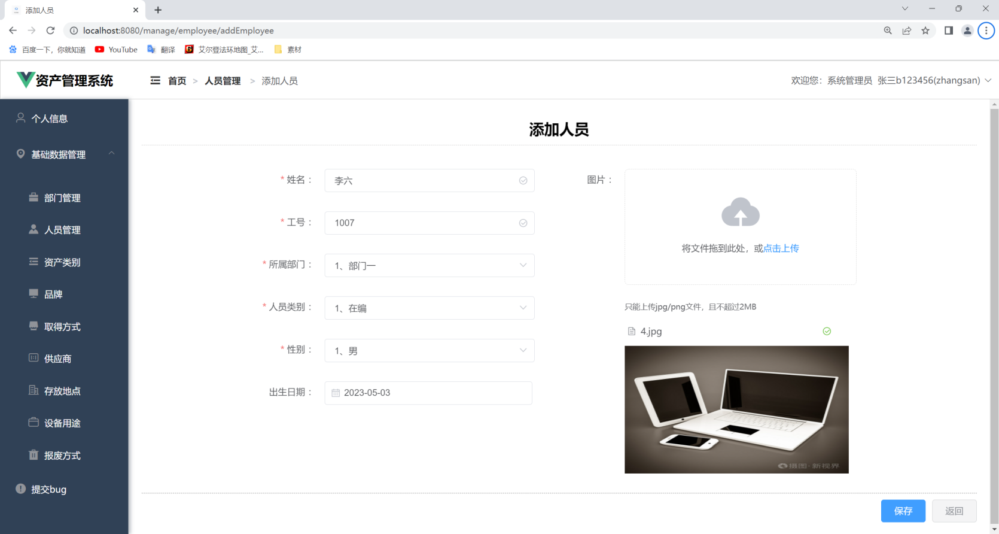 添加人员
localhost:8080/manage/employee/addEmployee
百度一下，你就知道 YouTube 翻译 艾尔登法环地图_艾... 素材
资产管理系统 首页 > 人员管理 > 添加人员 欢迎您：系统管理员 张三b123456(zhangsan)
个人信息
基础数据管理
部门管理
人员管理
资产类别
品牌
取得方式
供应商
存放地点
设备用途
报废方式
提交bug
添加人员
* 姓名： 李六
* 工号： 1007
* 所属部门： 1、部门一
* 人员类别： 1、在编
* 性别： 1、男
出生日期： 2023-05-03
图片：
将文件拖到此处，或点击上传
只能上传jpg/png文件，且不超过2MB
4.jpg
摄图·新视界
保存 返回